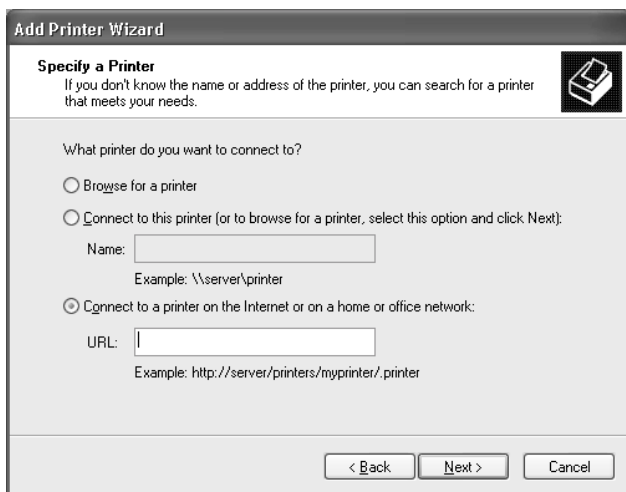 Add Printer Wizard
Specify a Printer
If you don't know the name or address of the printer, you can search for a printer
that meets your needs.
What printer do you want to connect to?
Browse for a printer
Connect to this printer (or to browse for a printer, select this option and click Next):
Name:
Example: \\server\printer
Connect to a printer on the Internet or on a home or office network:
URL:
Example: http://server/printers/myprinter/.printer
< Back
Next >
Cancel